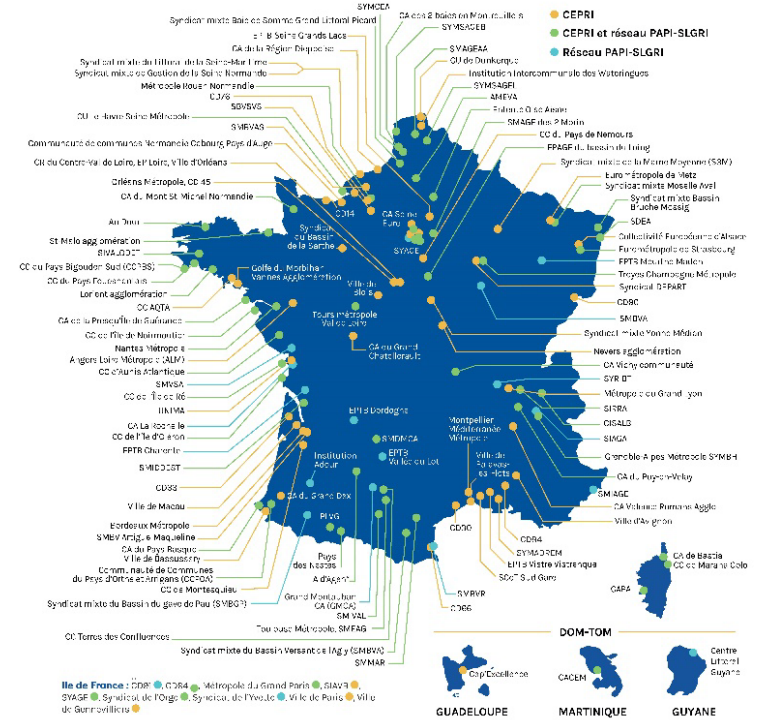 CEPRI
CEPRI et réseau PAPI-SLGRI
Réseau PAPI-SLGRI
SYMCEA
CA des 2 baies en Montreuillois
Syndicat mixte Baie de Somme Grand Littoral Picard
SYMSAGEB
EPTB Seine Grands Lacs
CA de la Région Dieppoise
SMAGEAA
CU de Dunkerque
Syndicat mixte du Littoral de la Seine-Maritime
Syndicat mixte de Gestion de la Seine Normande
Institution Intercommunale des Wateringues
Métropole Rouen Normandie
SYMSAGEL
CD76
AMEVA
SBVSVS
Entente Oise Aisne
CU le Havre Seine Métropole
SMAGE des 2 Morin
SMBVAS
CC du Pays de Nemours
Communauté de communes Normandie Cabourg Pays d'Auge
EPAGE du bassin du Loing
CR du Centre-Val de Loire, EP Loire, Ville d'Orléans
Syndicat mixte de la Marne Moyenne (S3M)
Orléans Métropole, CD 45
Eurométropole de Metz
Syndicat mixte Moselle Aval
CA du Mont St Michel Normandie
Syndicat mixte Bassin
Bruche Mossig
CD14
CA Seine
Eure
SDEA
Syndicat
du Bassin
de la Sarthe
SYAGE
Collectivité Européenne d'Alsace
St Malo agglomération
Eurométropole de Strasbourg
SIVALODET
EPTB Meurthe Madon
CC du Pays Bigouden Sud (CCPBS)
Golfe du Morbihan
Vannes Agglomération
Troyes Champagne Métropole
CC du Pays Fouesnantais
Ville de
Blois
Syndicat DEPART
Lorient agglomération
CD90
CC AQTA
Tours métropole
Val de Loire
SMBVA
CA de la Presqu'île de Guérande
CC de l'île de Noirmoutier
Syndicat mixte Yonne Médian
Nantes Métropole
CA du Grand
Chatellerault
Nevers agglomération
Angers Loire Métropole (ALM)
CA Vichy communauté
CC d'Aunis Atlantique
SYRIBT
SMVSA
Métropole du Grand Lyon
CC de l'île de Ré
SIRRA
UNIMA
EPTB Dordogne
CISALB
CA La Rochelle
Montpellier
Méditerranée
Métropole
SIAGA
CC de l'île d'Oléron
SMDMCA
EPTB Charente
EPTB
Vallée du Lot
Grenoble-Alpes Métropole SYMBHI
SMIDDEST
Institution
Adour
Ville de
Palavas-
les Flots
CA du Puy-en-Velay
CD33
SMIAGE
Ville de Macau
CA du Grand Dax
CA Valence Romans Agglo
Bordeaux Métropole
PLVG
CD30
Ville d'Avignon
SMBV Artigue Maqueline
CD84
CA du Pays Basque
Pays
des Nestes
SYMADREM
Ville de Bassussary
EPTB Vistre Vistrenque
CA de Bastia
Communauté de Communes
du Pays d'Orthe et Arrigans (CCPOA)
Agglo d'Agen
SCoT Sud Gard
CC de Marana Golo
CC de Montesquieu
Grand Montauban
CA (GMCA)
SMBVR
CAPA
Syndicat mixte du Bassin du gave de Pau (SMBGP)
SMIVAL
CD66
Toulouse Métropole, SMEAG
CC Terres des Confluences
DOM-TOM
Syndicat mixte du Bassin Versant de l'Agly (SMBVA)
SMMAR
Cap'Excellence
CACEM
Centre
Littoral
Guyane
Ile de France : CD91, CD94, Métropole du Grand Paris, SIAVB,
SYAGE, Syndicat de l'Orge, Syndicat de l'Yvette, Ville de Paris, Ville
de Gennevilliers
GUADELOUPE
MARTINIQUE
GUYANE